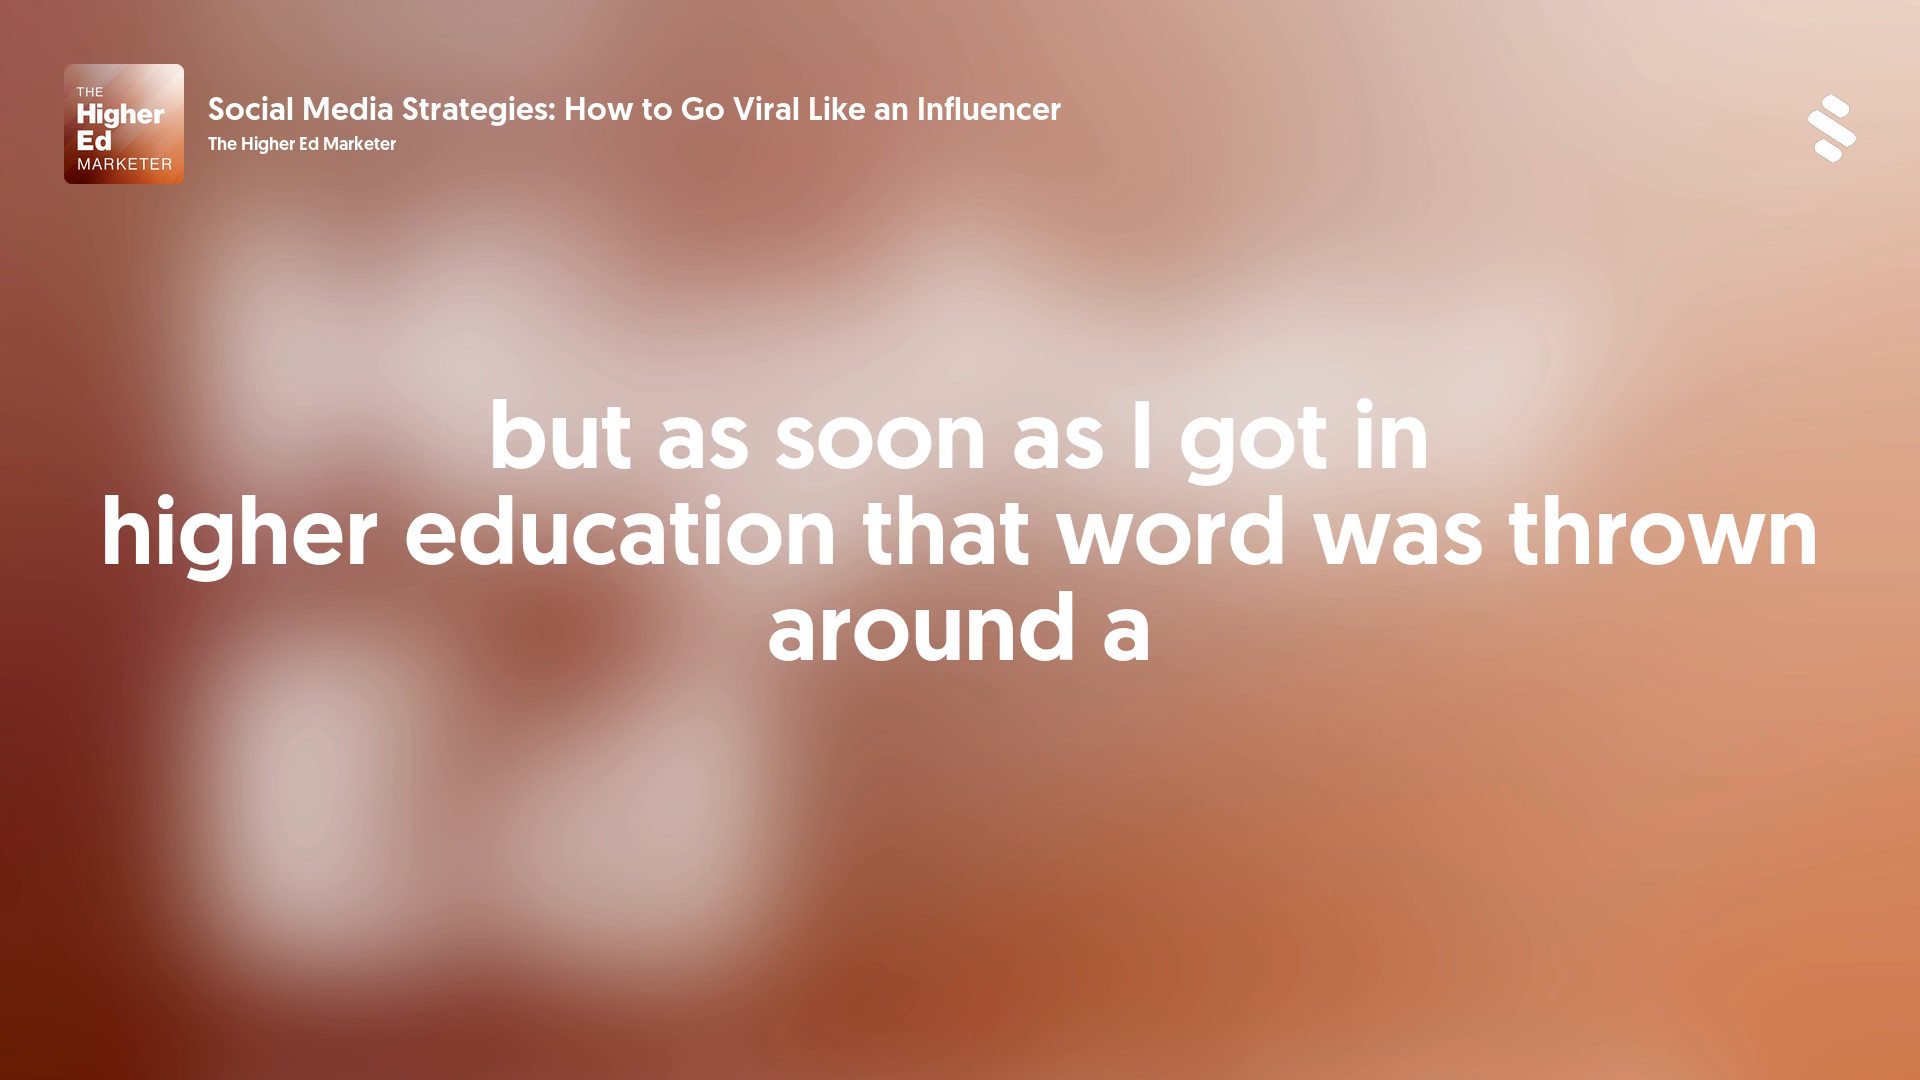 THE
Higher
Ed
MARKETER
Social Media Strategies: How to Go Viral Like an Influencer
The Higher Ed Marketer
but as soon as I got in
higher education that word was thrown
around a